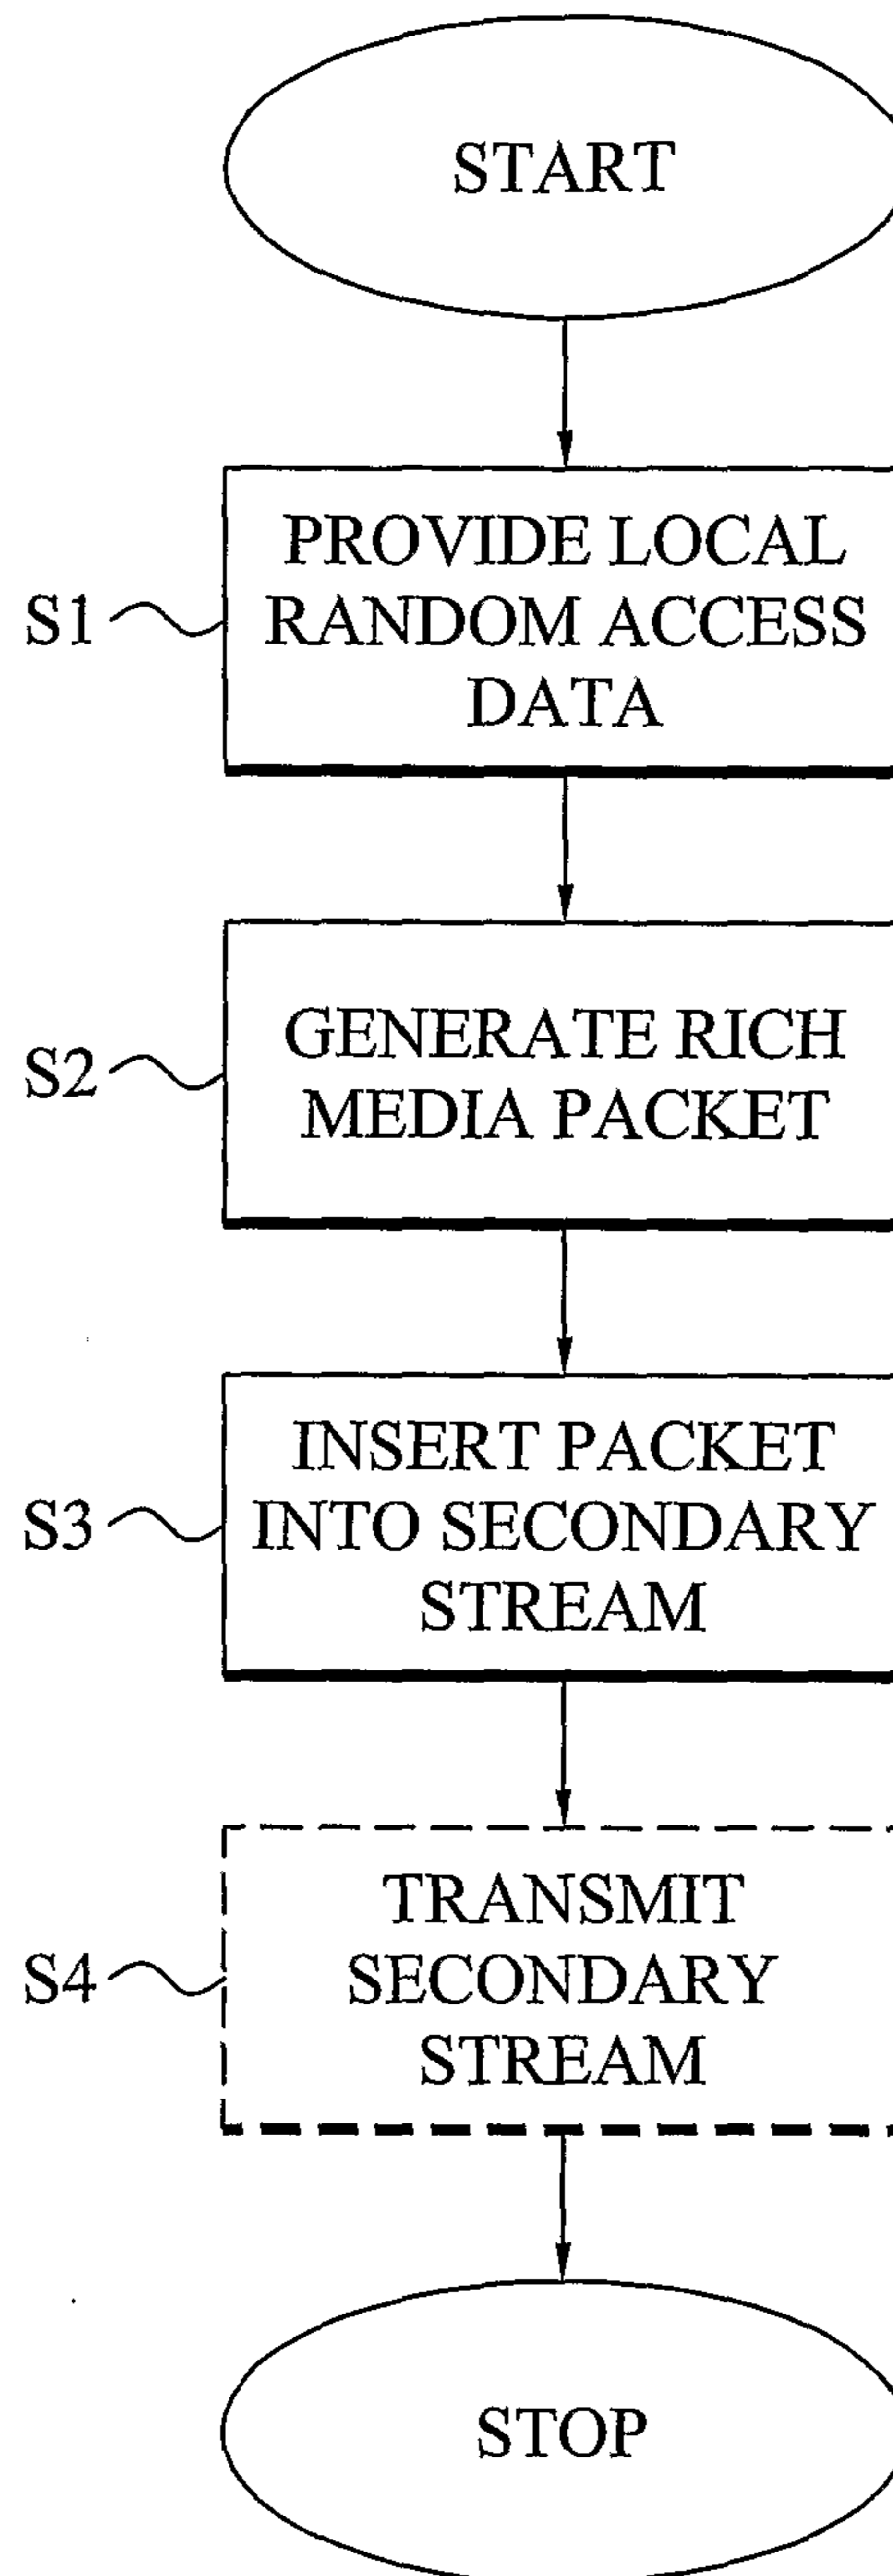 START
S1
PROVIDE LOCAL
RANDOM ACCESS
DATA
S2
GENERATE RICH
MEDIA PACKET
S3
INSERT PACKET
INTO SECONDARY
STREAM
S4
TRANSMIT
SECONDARY
STREAM
STOP